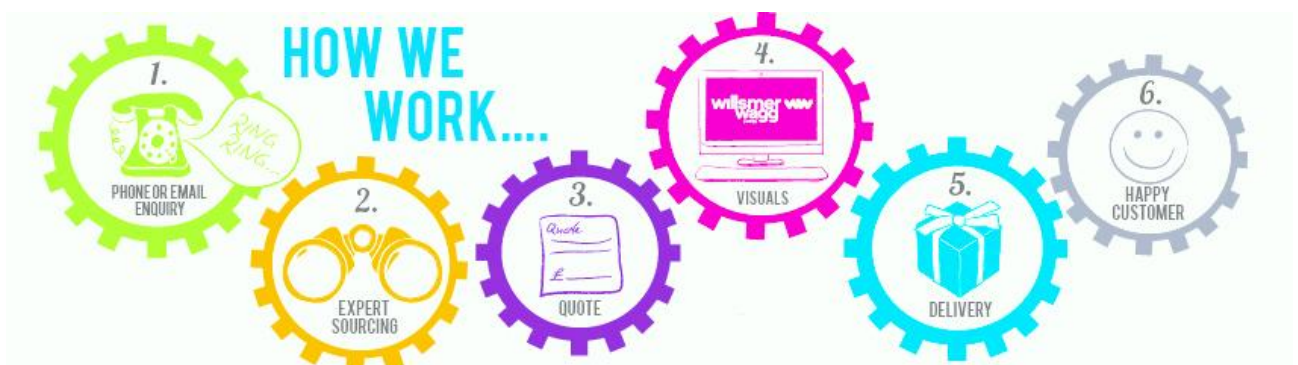 HOW WE
WORK....
1.
RING
RING...
PHONE OR EMAIL
ENQUIRY
2.
EXPERT
SOURCING
3.
Quote
£
QUOTE
4.
willsmer
wagg
VISUALS
5.
DELIVERY
6.
HAPPY
CUSTOMER